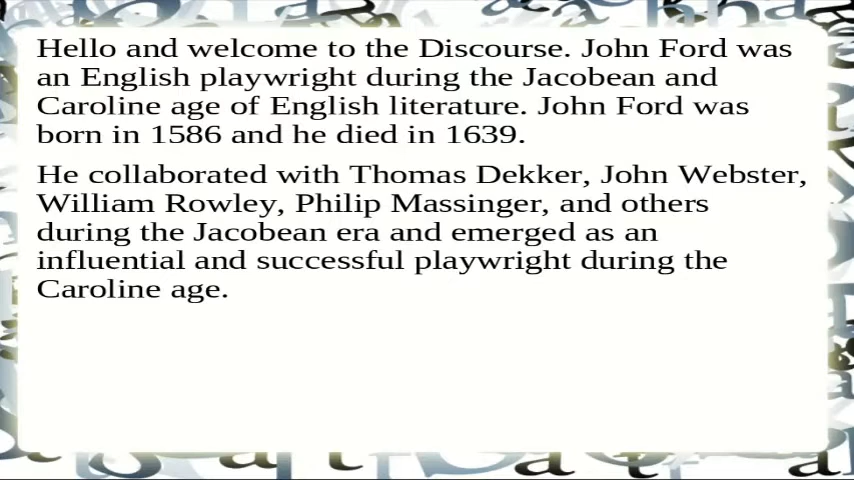 Hello and welcome to the Discourse. John Ford was
an English playwright during the Jacobean and
Caroline age of English literature. John Ford was
born in 1586 and he died in 1639.
He collaborated with Thomas Dekker, John Webster,
William Rowley, Philip Massinger, and others
during the Jacobean era and emerged as an
influential and successful playwright during the
Caroline age.